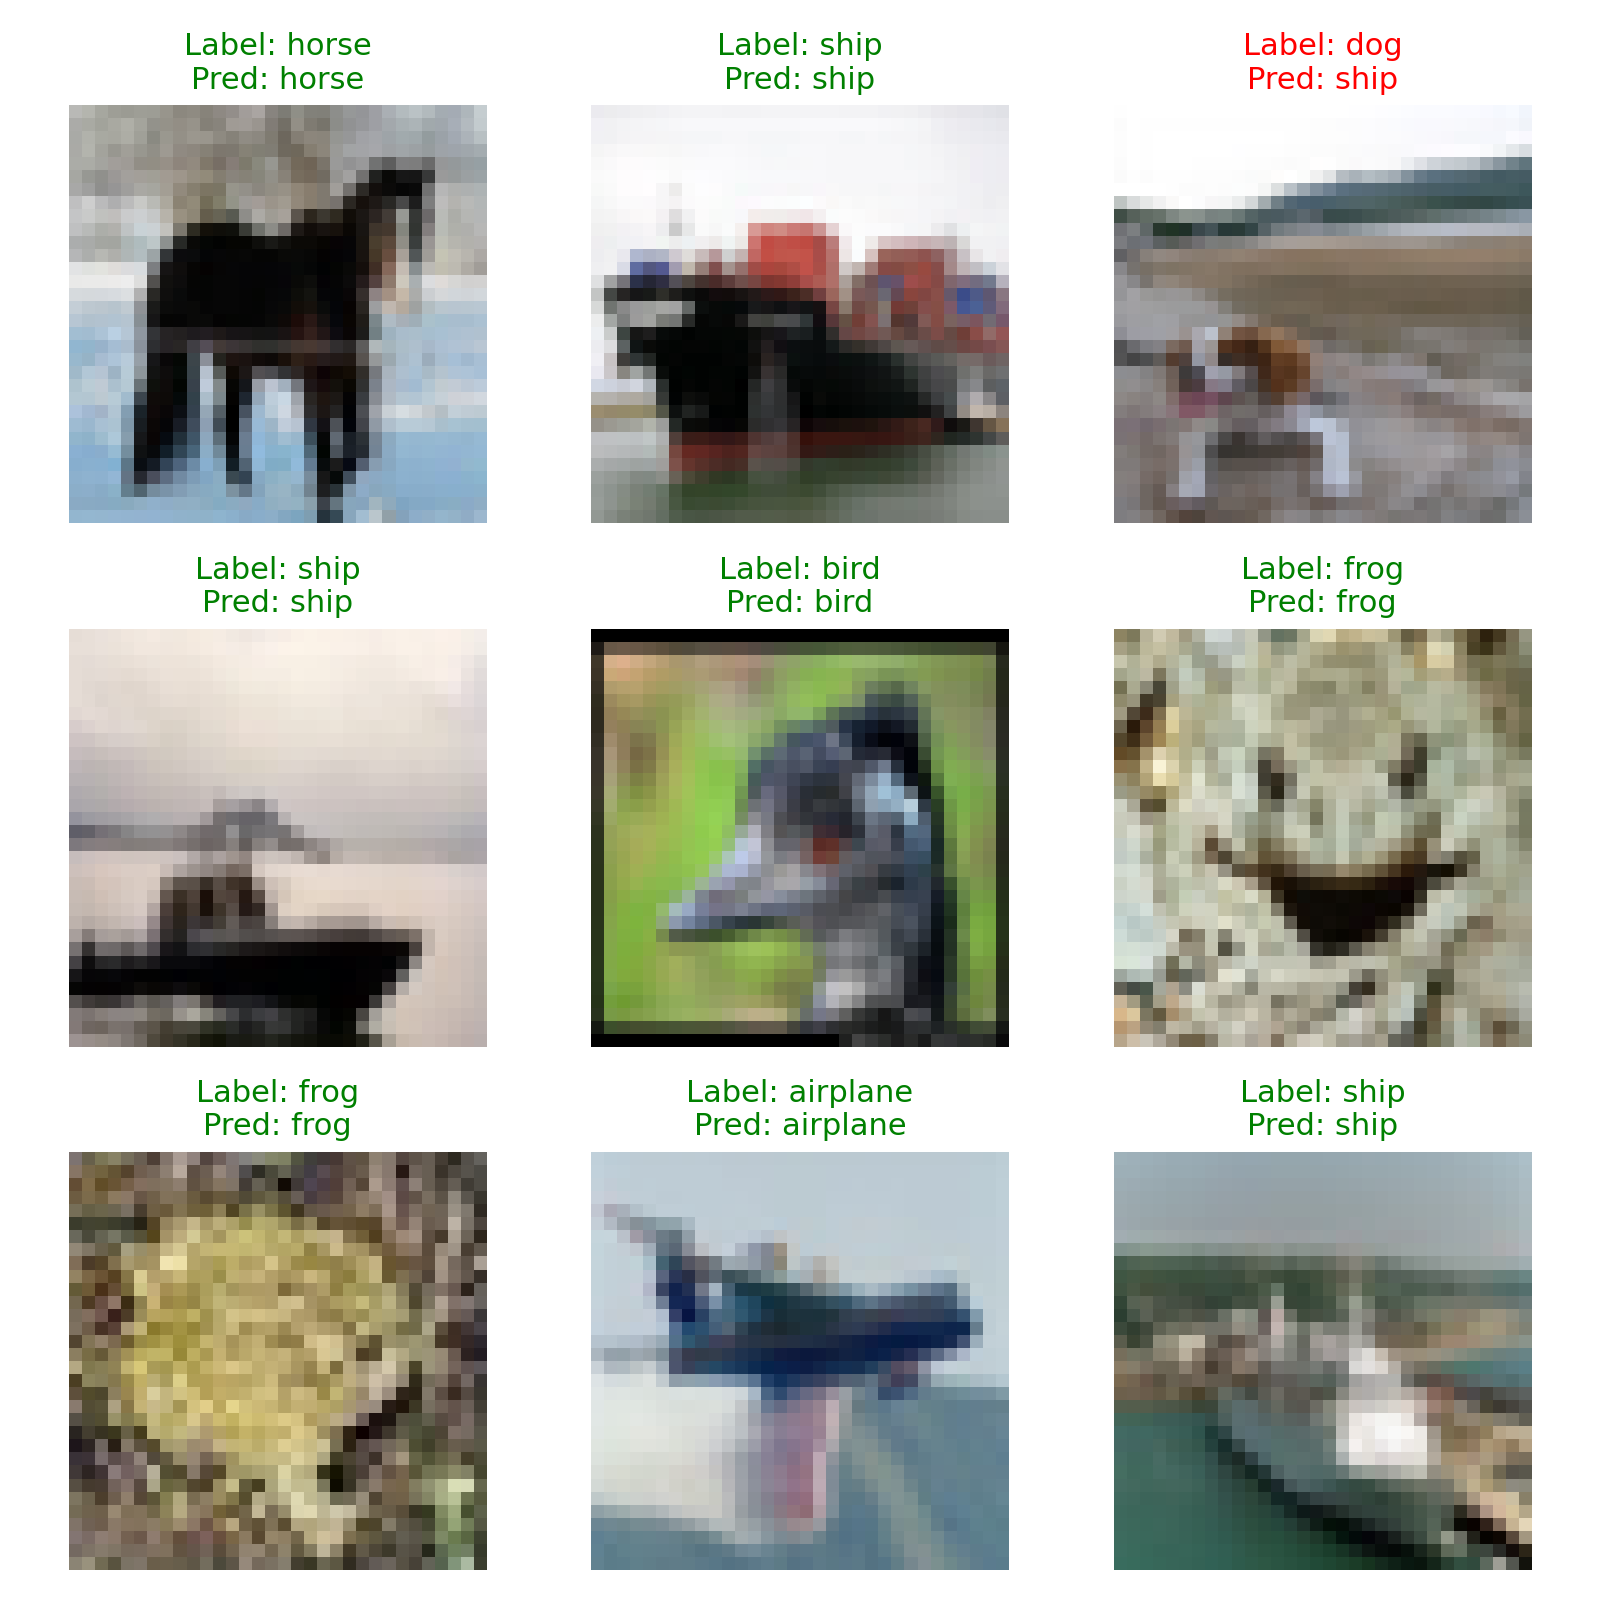 Label: horse
Pred: horse
Label: ship
Pred: ship
Label: dog
Pred: ship
Label: ship
Pred: ship
Label: bird
Pred: bird
Label: frog
Pred: frog
Label: frog
Pred: frog
Label: airplane
Pred: airplane
Label: ship
Pred: ship